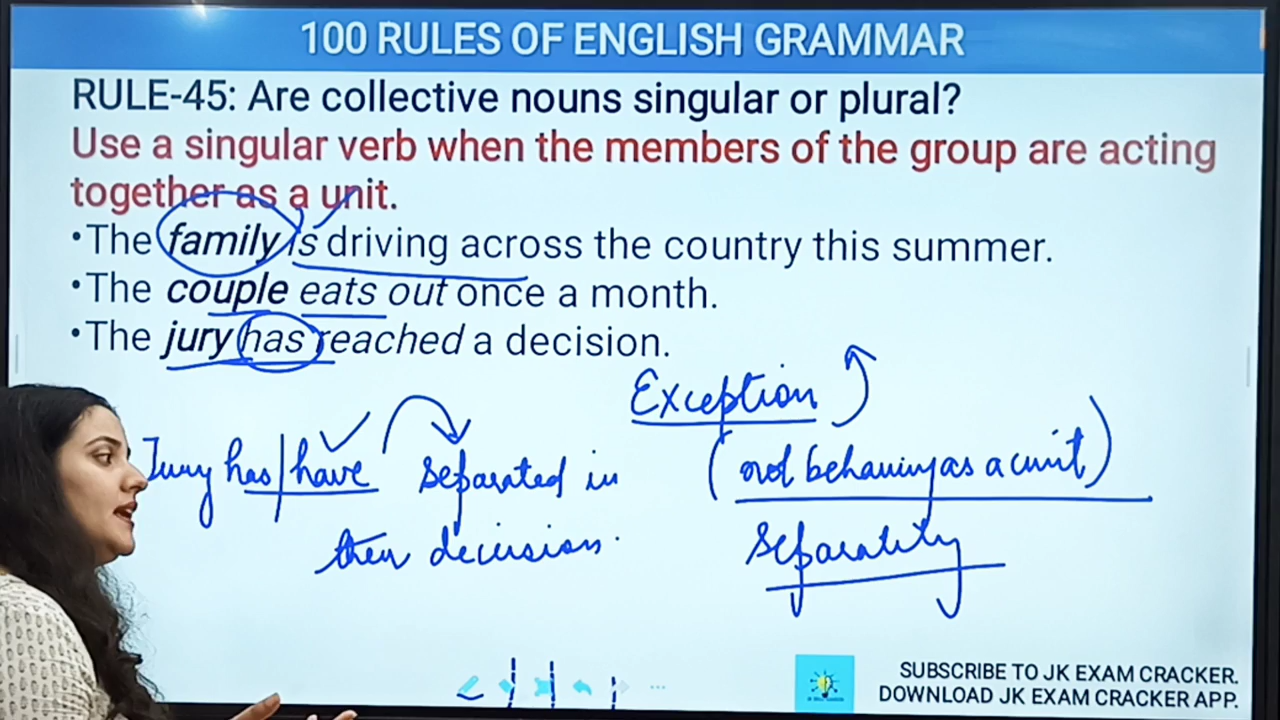 100 RULES OF ENGLISH GRAMMAR
RULE-45: Are collective nouns singular or plural?
Use a singular verb when the members of the group are acting
together as a unit.
•The family is driving across the country this summer.
•The couple eats out once a month.
•The jury has reached a decision.
Exception
Jury has/have separated in
their decision.
(not behaving as a unit)
Separately
SUBSCRIBE TO JK EXAM CRACKER.
DOWNLOAD JK EXAM CRACKER APP.